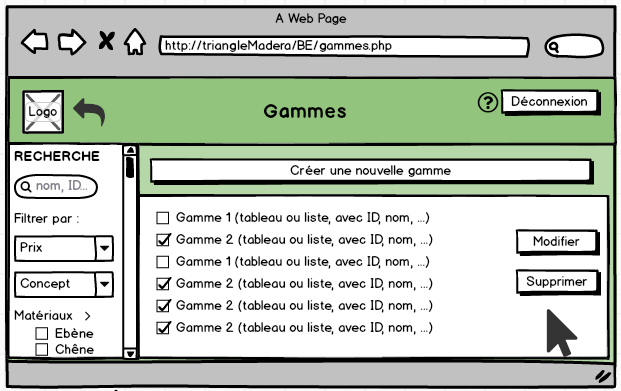 A Web Page
http://triangleMadera/BE/gammes.php
Logo
Gammes
? Déconnexion
RECHERCHE
nom, ID...
Filtrer par :
Prix
Concept
Matériaux >
Ebène
Chêne
Créer une nouvelle gamme
Gamme 1 (tableau ou liste, avec ID, nom, ...)
Gamme 2 (tableau ou liste, avec ID, nom, ...)
Gamme 1 (tableau ou liste, avec ID, nom, ...)
Gamme 2 (tableau ou liste, avec ID, nom, ...)
Gamme 2 (tableau ou liste, avec ID, nom, ...)
Gamme 2 (tableau ou liste, avec ID, nom, ...)
Modifier
Supprimer